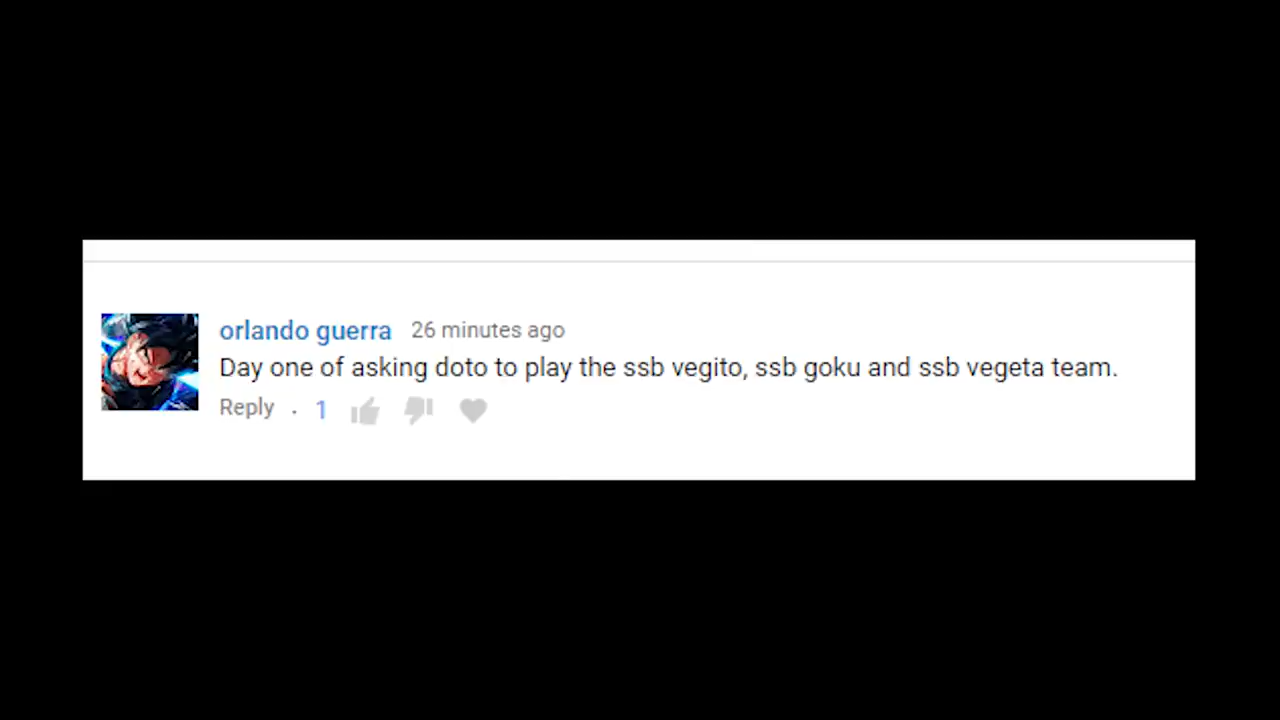 orlando guerra 26 minutes ago
Day one of asking doto to play the ssb vegito, ssb goku and ssb vegeta team.
Reply . 1